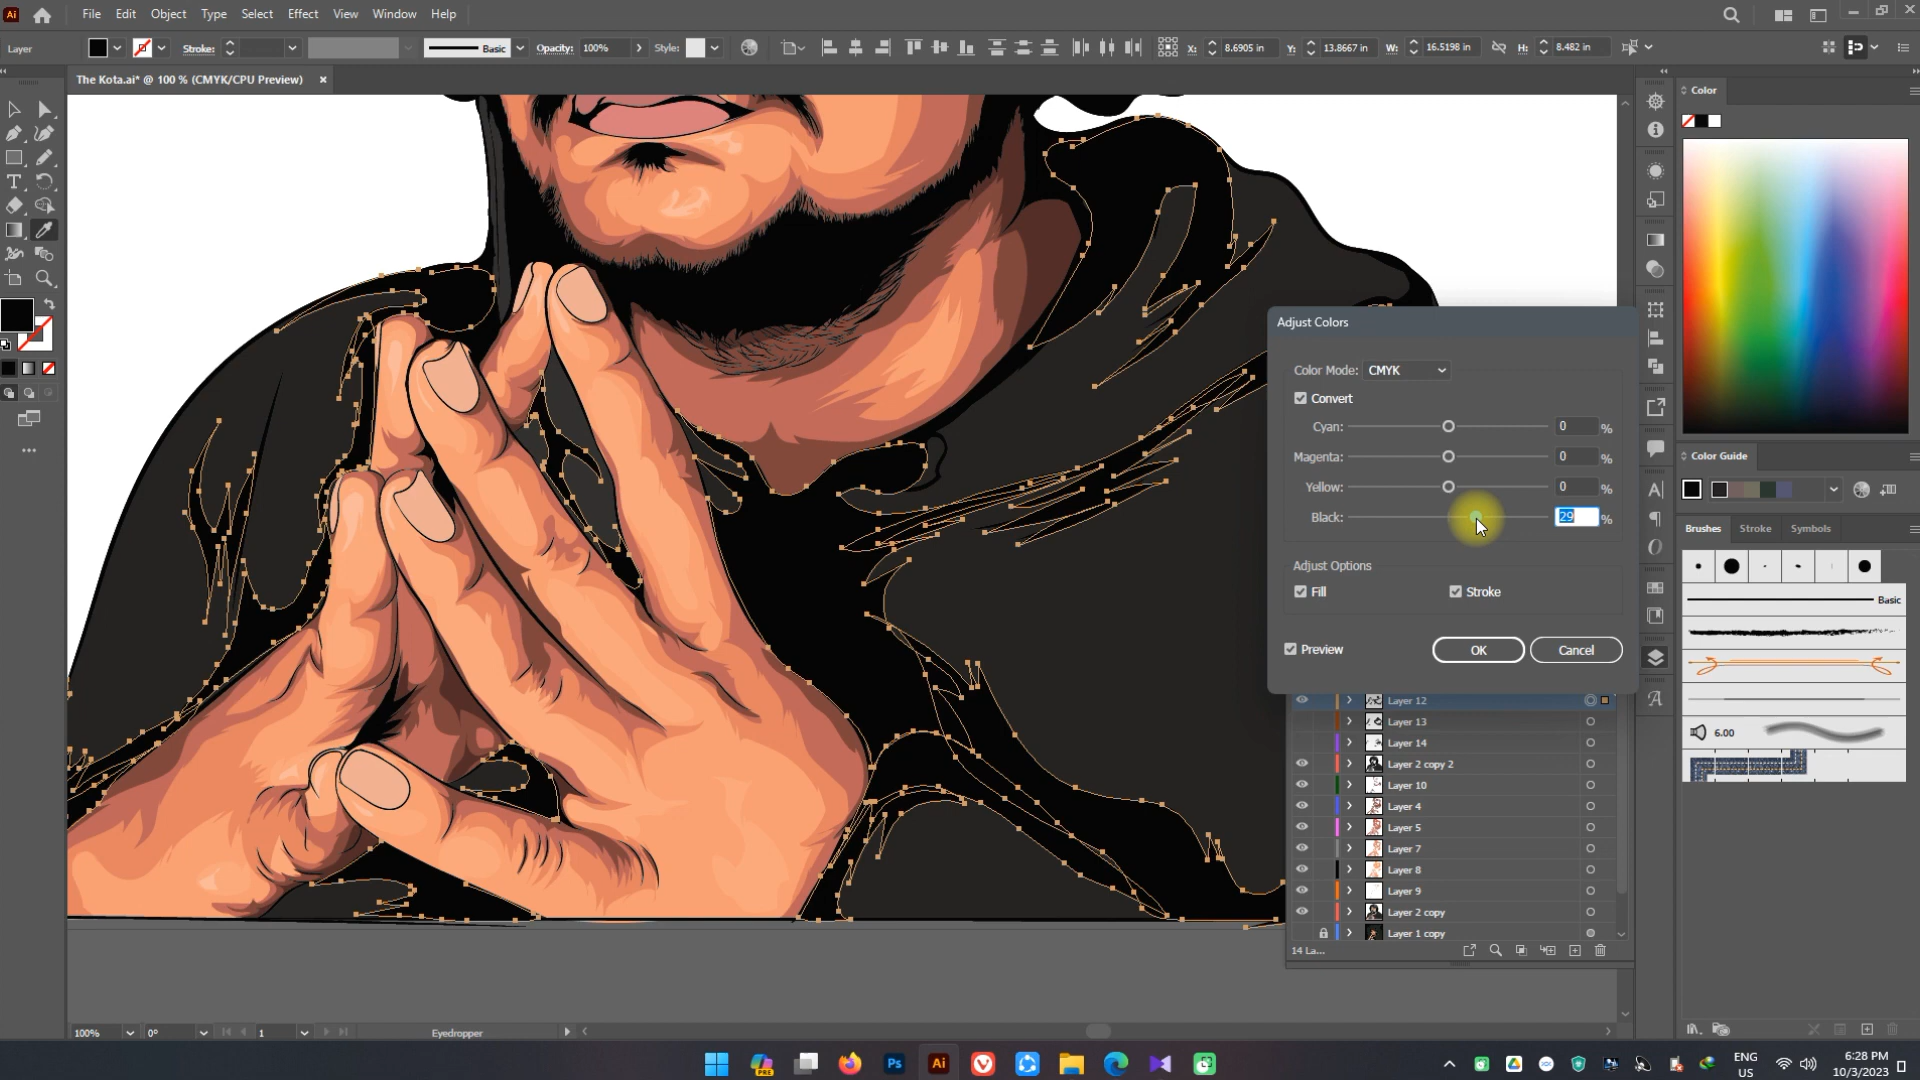 Ai
File Edit Object Type Select Effect View Window Help
Layer
Stroke:
Basic
Opacity: 100%
Style:
X: 8.6905 in
Y: 13.8667 in
W: 16.5198 in
H: 8.482 in
The Kota.ai* @ 100 % (CMYK/CPU Preview) ×
Color
Adjust Colors
Color Mode: CMYK
Convert
Cyan: 0 %
Magenta: 0 %
Yellow: 0 %
Black: 29 %
Adjust Options
Fill Stroke
Preview OK Cancel
Color Guide
Brushes Stroke Symbols
Basic
6.00
Layer 12
Layer 13
Layer 14
Layer 2 copy 2
Layer 10
Layer 4
Layer 5
Layer 7
Layer 8
Layer 9
Layer 2 copy
Layer 1 copy
14 La...
100% 0° 1 Eyedropper
PRE
Ps
Ai
ENG
US
6:28 PM
10/3/2023